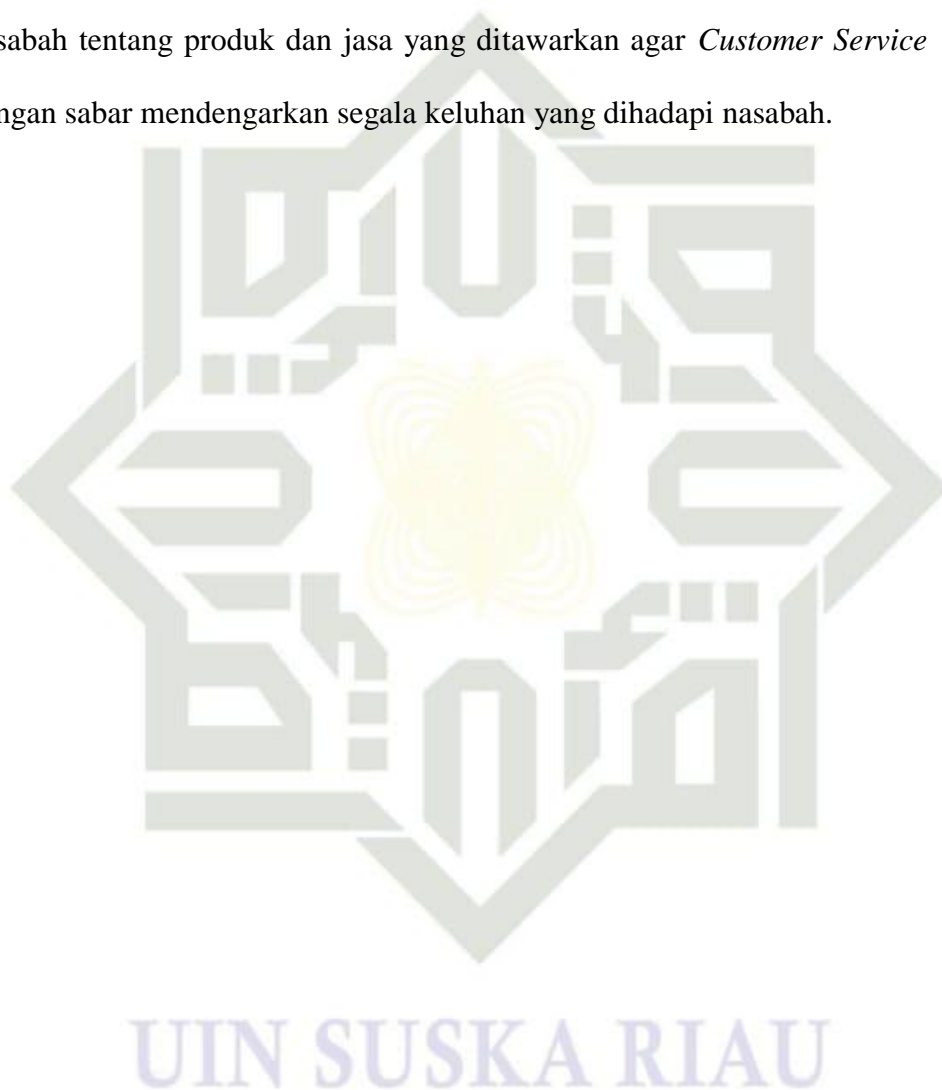 sabah tentang produk dan jasa yang ditawarkan agar Customer Service
ngan sabar mendengarkan segala keluhan yang dihadapi nasabah.
UIN SUSKA RIAU